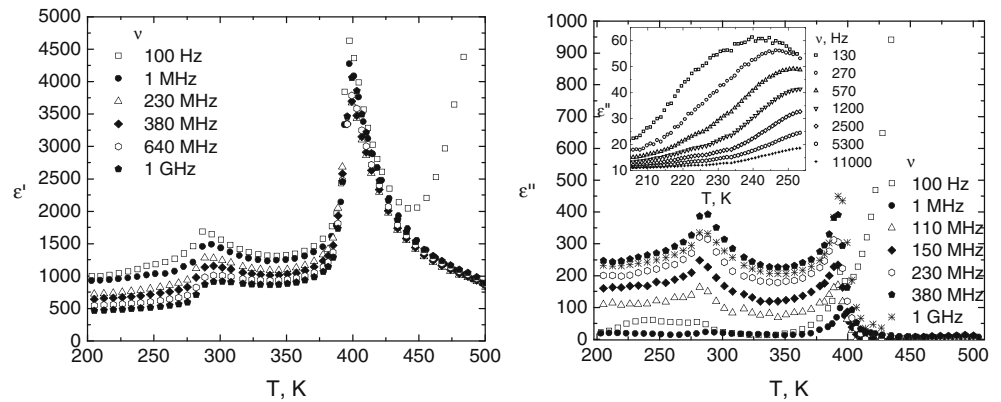 ν
100 Hz
1 MHz
230 MHz
380 MHz
640 MHz
1 GHz
5000
4500
4000
3500
3000
2500
2000
1500
1000
500
0
ε'
200 250 300 350 400 450 500
T, K
1000
900
800
700
600
500
400
300
200
100
0
ε''
60
50
40
30
20
10
ε''
210 220 230 240 250
T, K
ν, Hz
130
270
570
1200
2500
5300
11000
ν
100 Hz
1 MHz
110 MHz
150 MHz
230 MHz
380 MHz
1 GHz
200 250 300 350 400 450 500
T, K